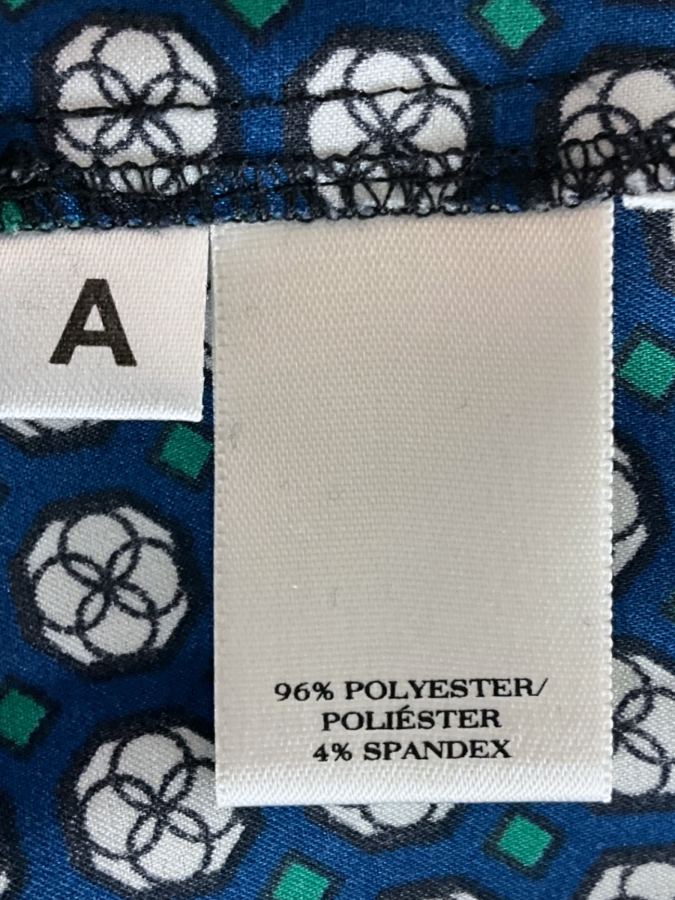 A
96% POLYESTER/
POLIÉSTER
4% SPANDEX